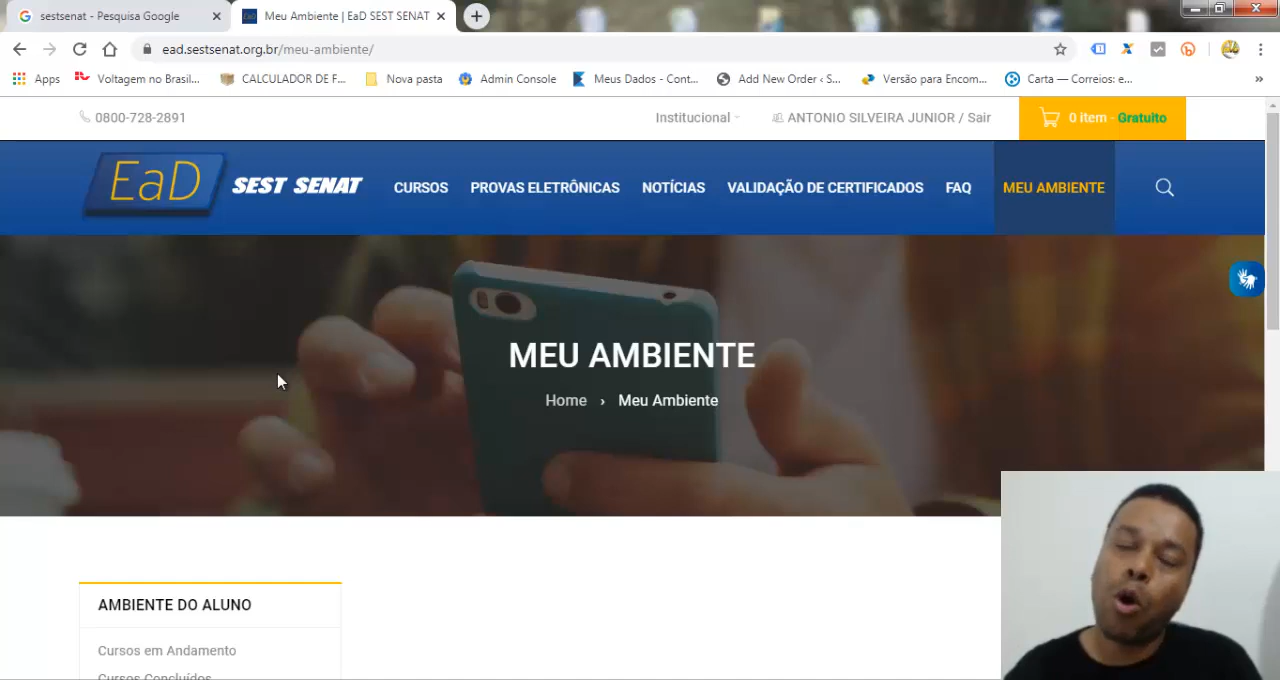 sestsenat - Pesquisa Google
Meu Ambiente | EaD SEST SENAT
ead.sestsenat.org.br/meu-ambiente/
Apps
Voltagem no Brasil...
CALCULADOR DE F...
Nova pasta
Admin Console
Meus Dados - Cont...
Add New Order ‹ S...
Versão para Encom...
Carta — Correios: e...
»
0800-728-2891
Institucional
ANTONIO SILVEIRA JUNIOR / Sair
0 item - Gratuito
EaD SEST SENAT
CURSOS
PROVAS ELETRÔNICAS
NOTÍCIAS
VALIDAÇÃO DE CERTIFICADOS
FAQ
MEU AMBIENTE
MEU AMBIENTE
Home › Meu Ambiente
AMBIENTE DO ALUNO
Cursos em Andamento
Cursos Concluídos